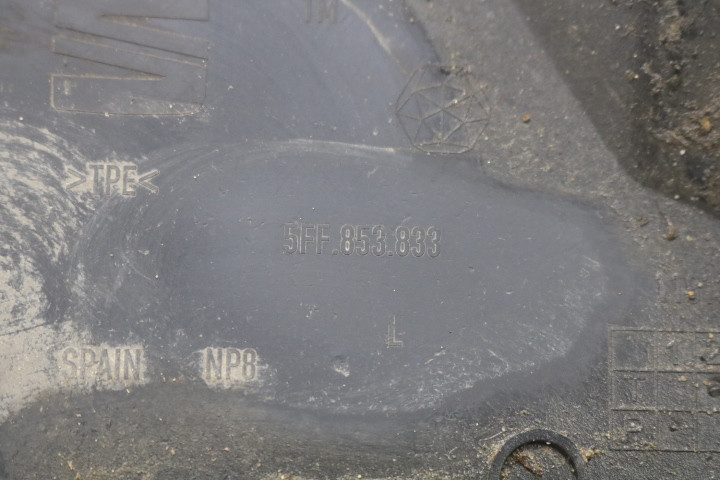 >TPE<
5FF.853.833
L
SPAIN NP8